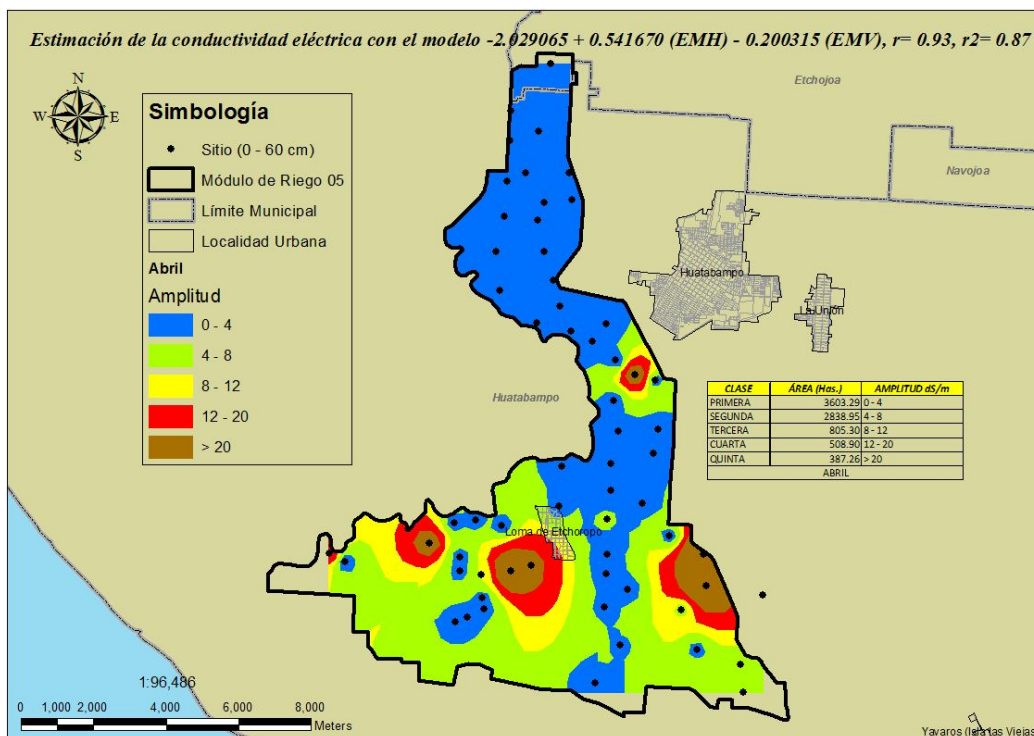 Estimación de la conductividad eléctrica con el modelo -2.029065 + 0.541670 (EMH) - 0.200315 (EMV), r= 0.93, r2= 0.87
Etchojoa
N
W E
S
Simbología
Sitio (0 - 60 cm)
Módulo de Riego 05
Límite Municipal
Localidad Urbana
Abril
Amplitud
0 - 4
4 - 8
8 - 12
12 - 20
> 20
Navojoa
Huatabampo
La Unión
Huatabampo
CLASE ÁREA (Has.) AMPLITUD dS/m
PRIMERA 3603.29 0 - 4
SEGUNDA 2838.95 4 - 8
TERCERA 805.30 8 - 12
CUARTA 508.90 12 - 20
QUINTA 387.26 > 20
ABRIL
Loma de Etchoropo
1:96,486
0 2,000 4,000 6,000 8,000
Meters
Yavaros (Isla las Viejas